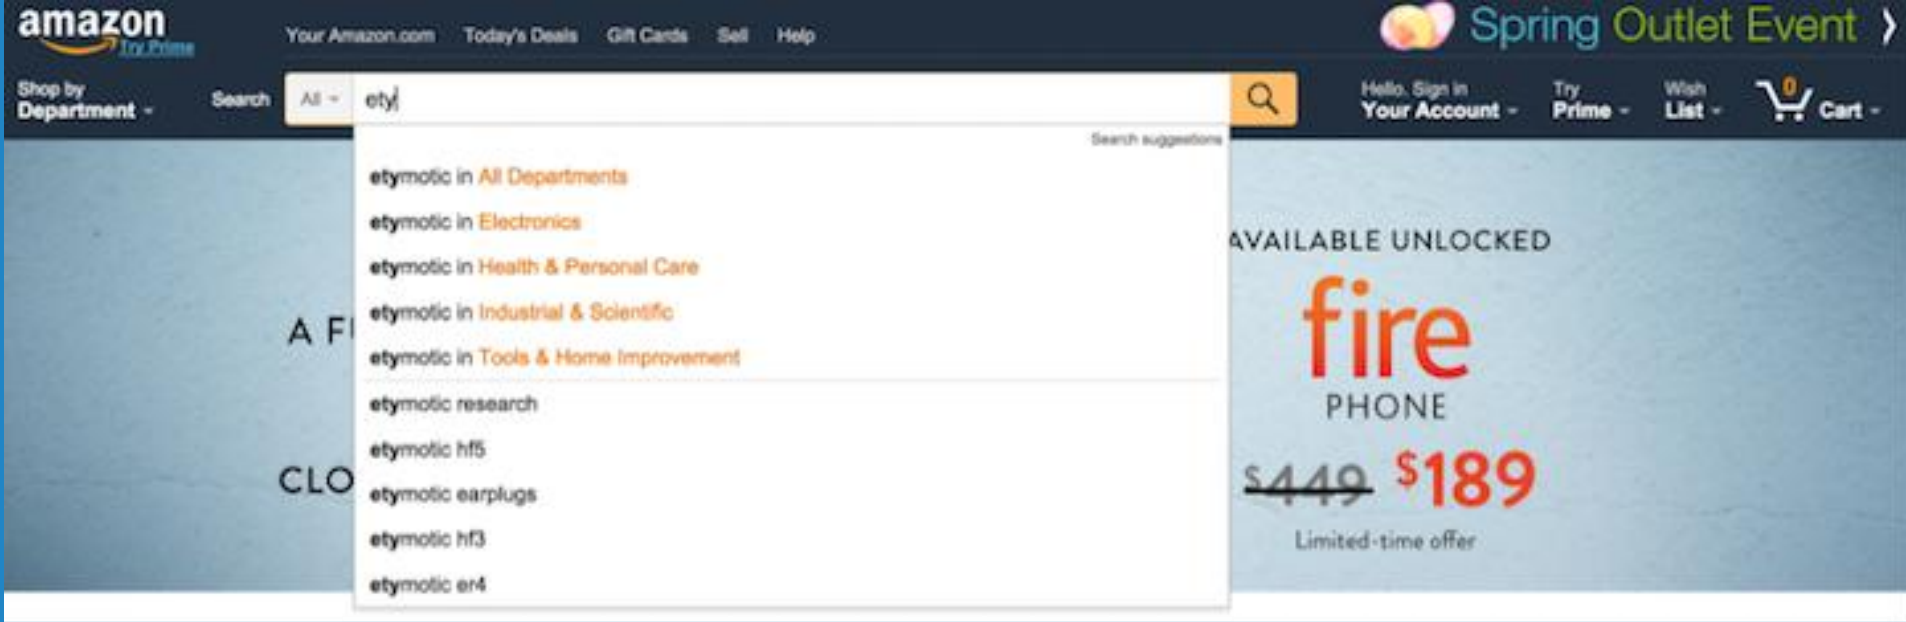 amazon
Try Prime
Your Amazon.com Today's Deals Gift Cards Sell Help
Spring Outlet Event
Shop by
Department
Search
All
ety
Hello. Sign in
Your Account
Try
Prime
Wish
List
0
Cart
Search suggestions
etymotic in All Departments
etymotic in Electronics
etymotic in Health & Personal Care
etymotic in Industrial & Scientific
etymotic in Tools & Home Improvement
etymotic research
etymotic hf5
etymotic earplugs
etymotic hf3
etymotic er4
A F
CLO
AVAILABLE UNLOCKED
fire
PHONE
$449 $189
Limited-time offer